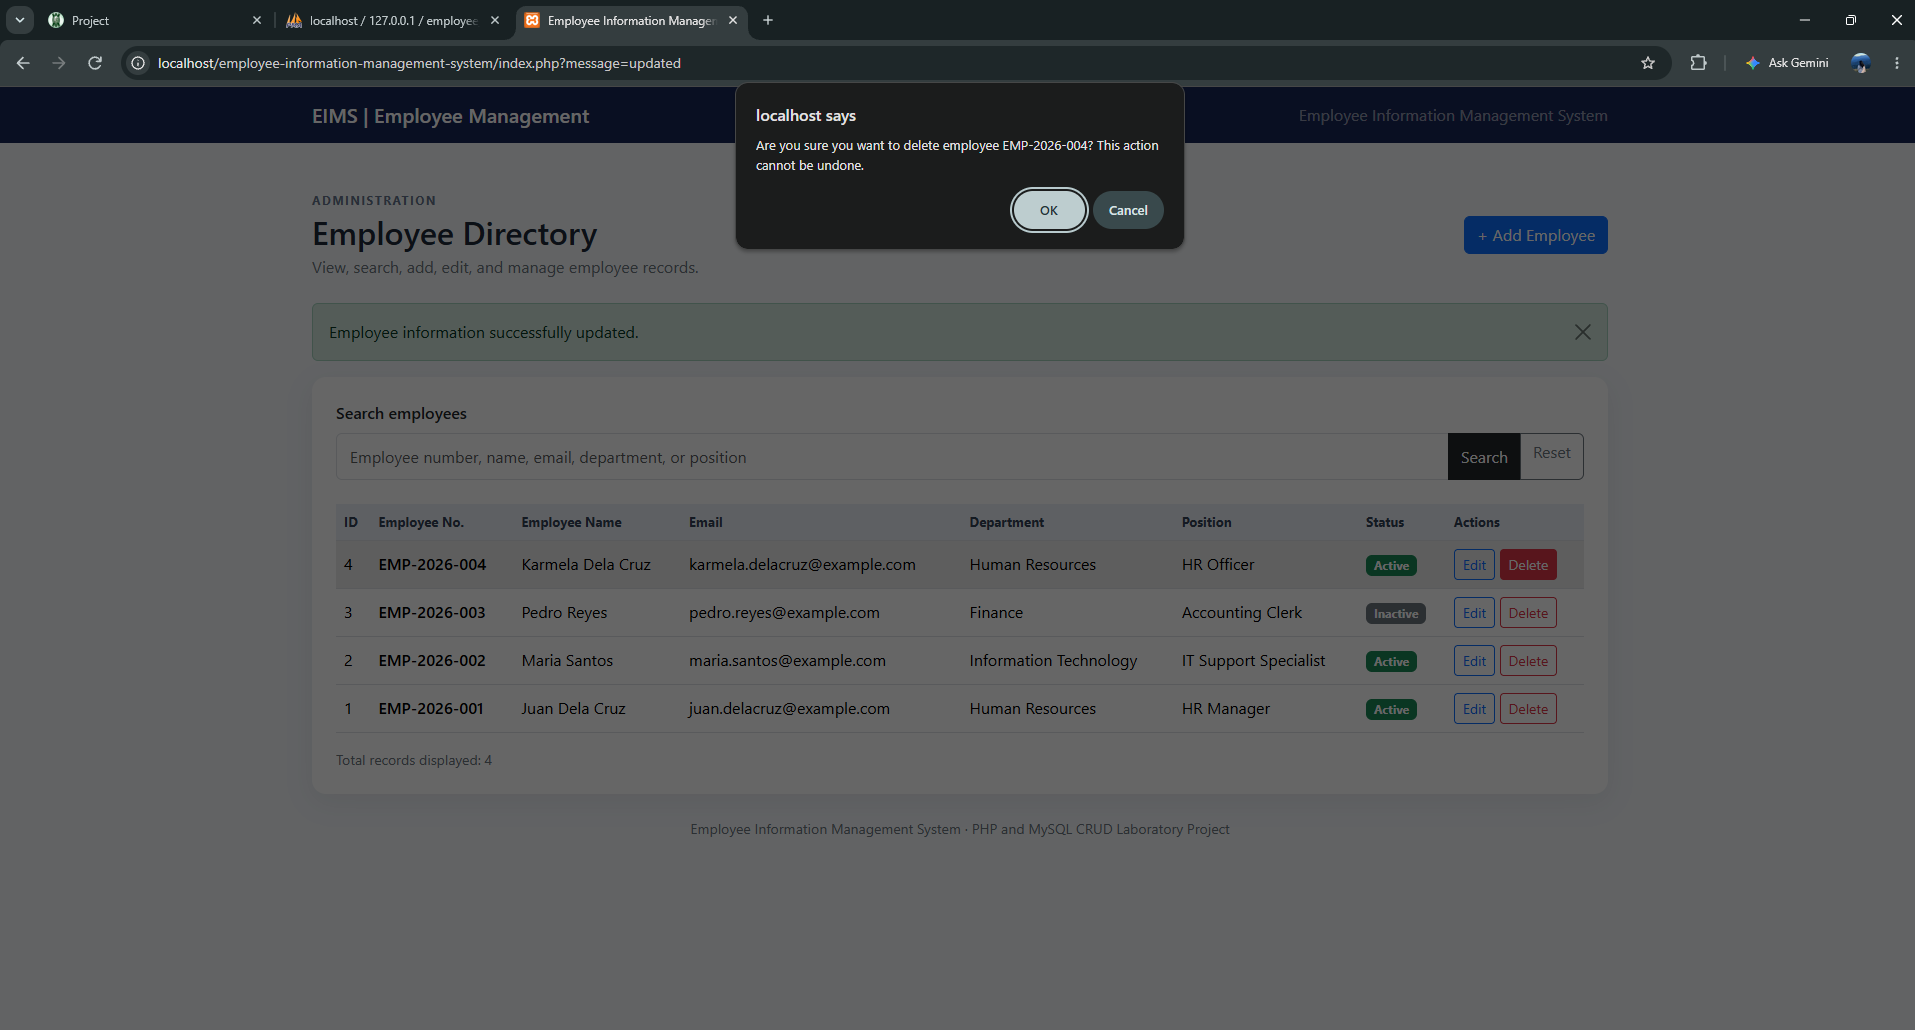 Project
localhost / 127.0.0.1 / employee
Employee Information Manager
localhost/employee-information-management-system/index.php?message=updated
Ask Gemini
EIMS | Employee Management
Employee Information Management System
localhost says
Are you sure you want to delete employee EMP-2026-004? This action
cannot be undone.
OK
Cancel
ADMINISTRATION
Employee Directory
View, search, add, edit, and manage employee records.
+ Add Employee
Employee information successfully updated.
Search employees
Employee number, name, email, department, or position
Search
Reset
ID Employee No. Employee Name Email Department Position Status Actions
4 EMP-2026-004 Karmela Dela Cruz karmela.delacruz@example.com Human Resources HR Officer Active Edit Delete
3 EMP-2026-003 Pedro Reyes pedro.reyes@example.com Finance Accounting Clerk Inactive Edit Delete
2 EMP-2026-002 Maria Santos maria.santos@example.com Information Technology IT Support Specialist Active Edit Delete
1 EMP-2026-001 Juan Dela Cruz juan.delacruz@example.com Human Resources HR Manager Active Edit Delete
Total records displayed: 4
Employee Information Management System · PHP and MySQL CRUD Laboratory Project